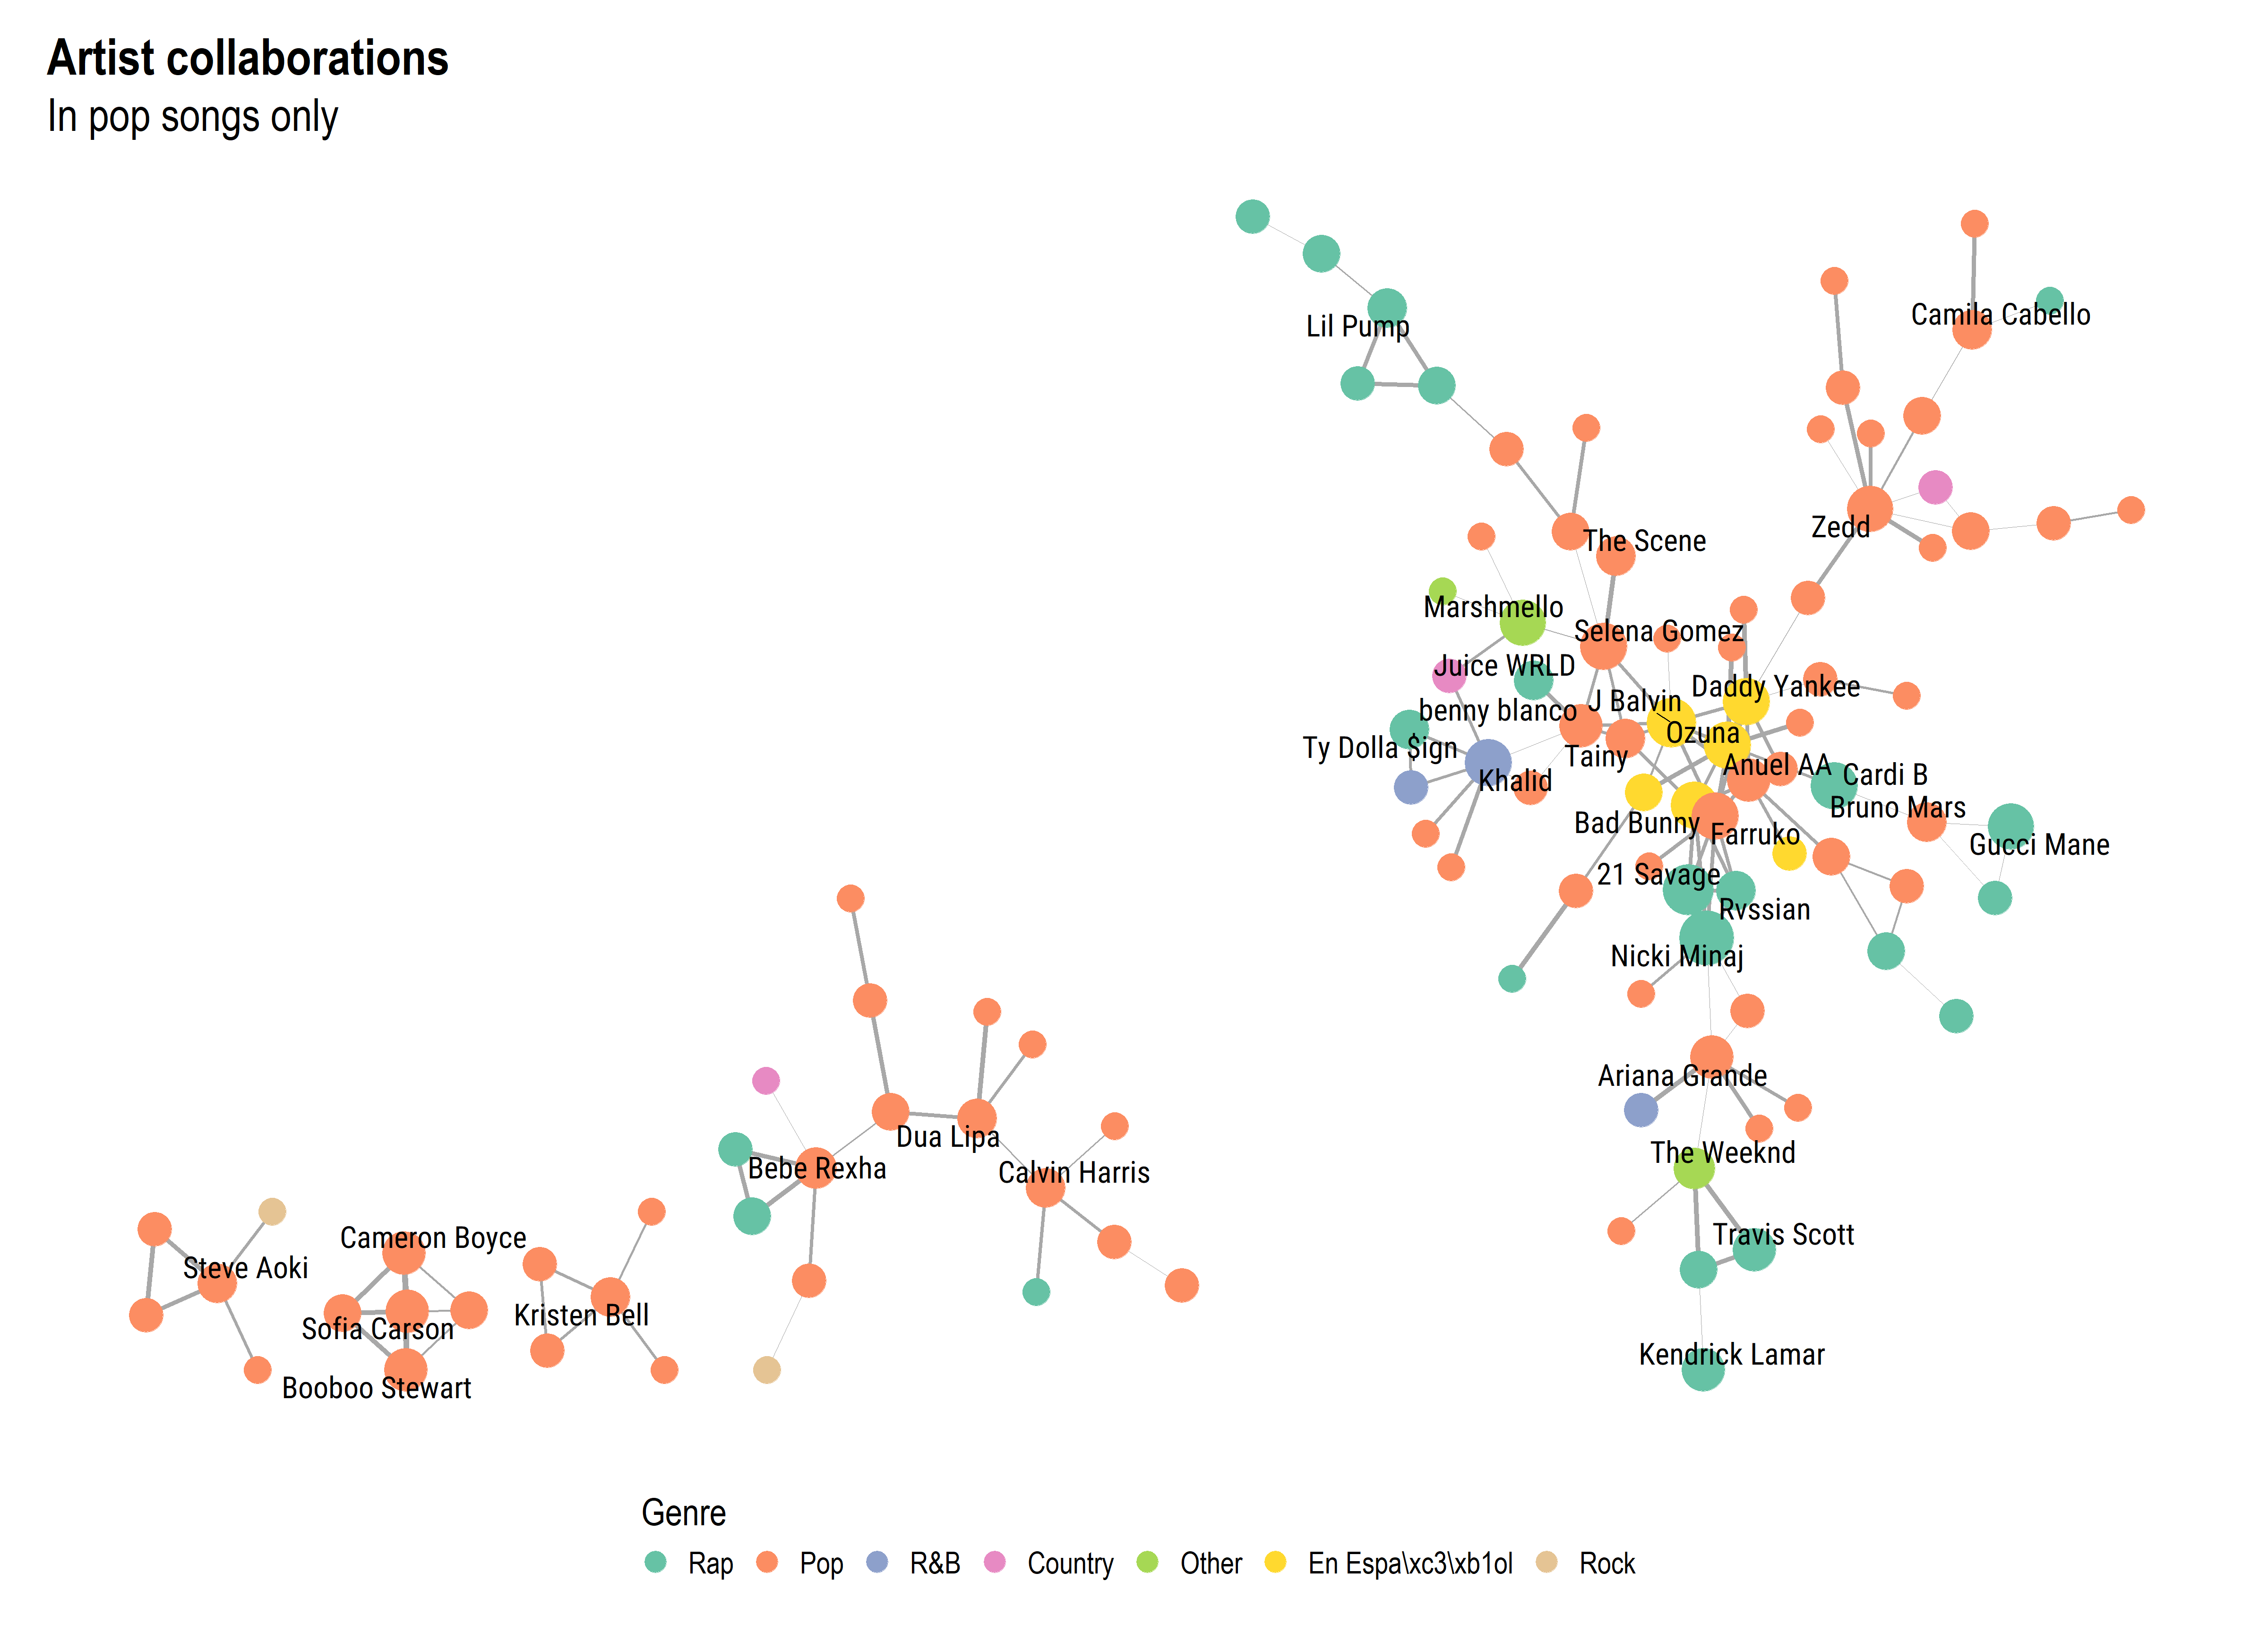 Artist collaborations
In pop songs only
Lil Pump
Camila Cabello
Zedd
The Scene
Marshmello
Selena Gomez
Juice WRLD
Daddy Yankee
J Balvin
benny blanco
Ozuna
Ty Dolla $ign
Tainy
Anuel AA
Cardi B
Khalid
Bruno Mars
Bad Bunny
Farruko
Gucci Mane
21 Savage
Rvssian
Nicki Minaj
Ariana Grande
Dua Lipa
The Weeknd
Bebe Rexha
Calvin Harris
Travis Scott
Cameron Boyce
Steve Aoki
Kristen Bell
Sofia Carson
Kendrick Lamar
Booboo Stewart
Genre
Rap Pop R&B Country Other En Espa\xc3\xb1ol Rock